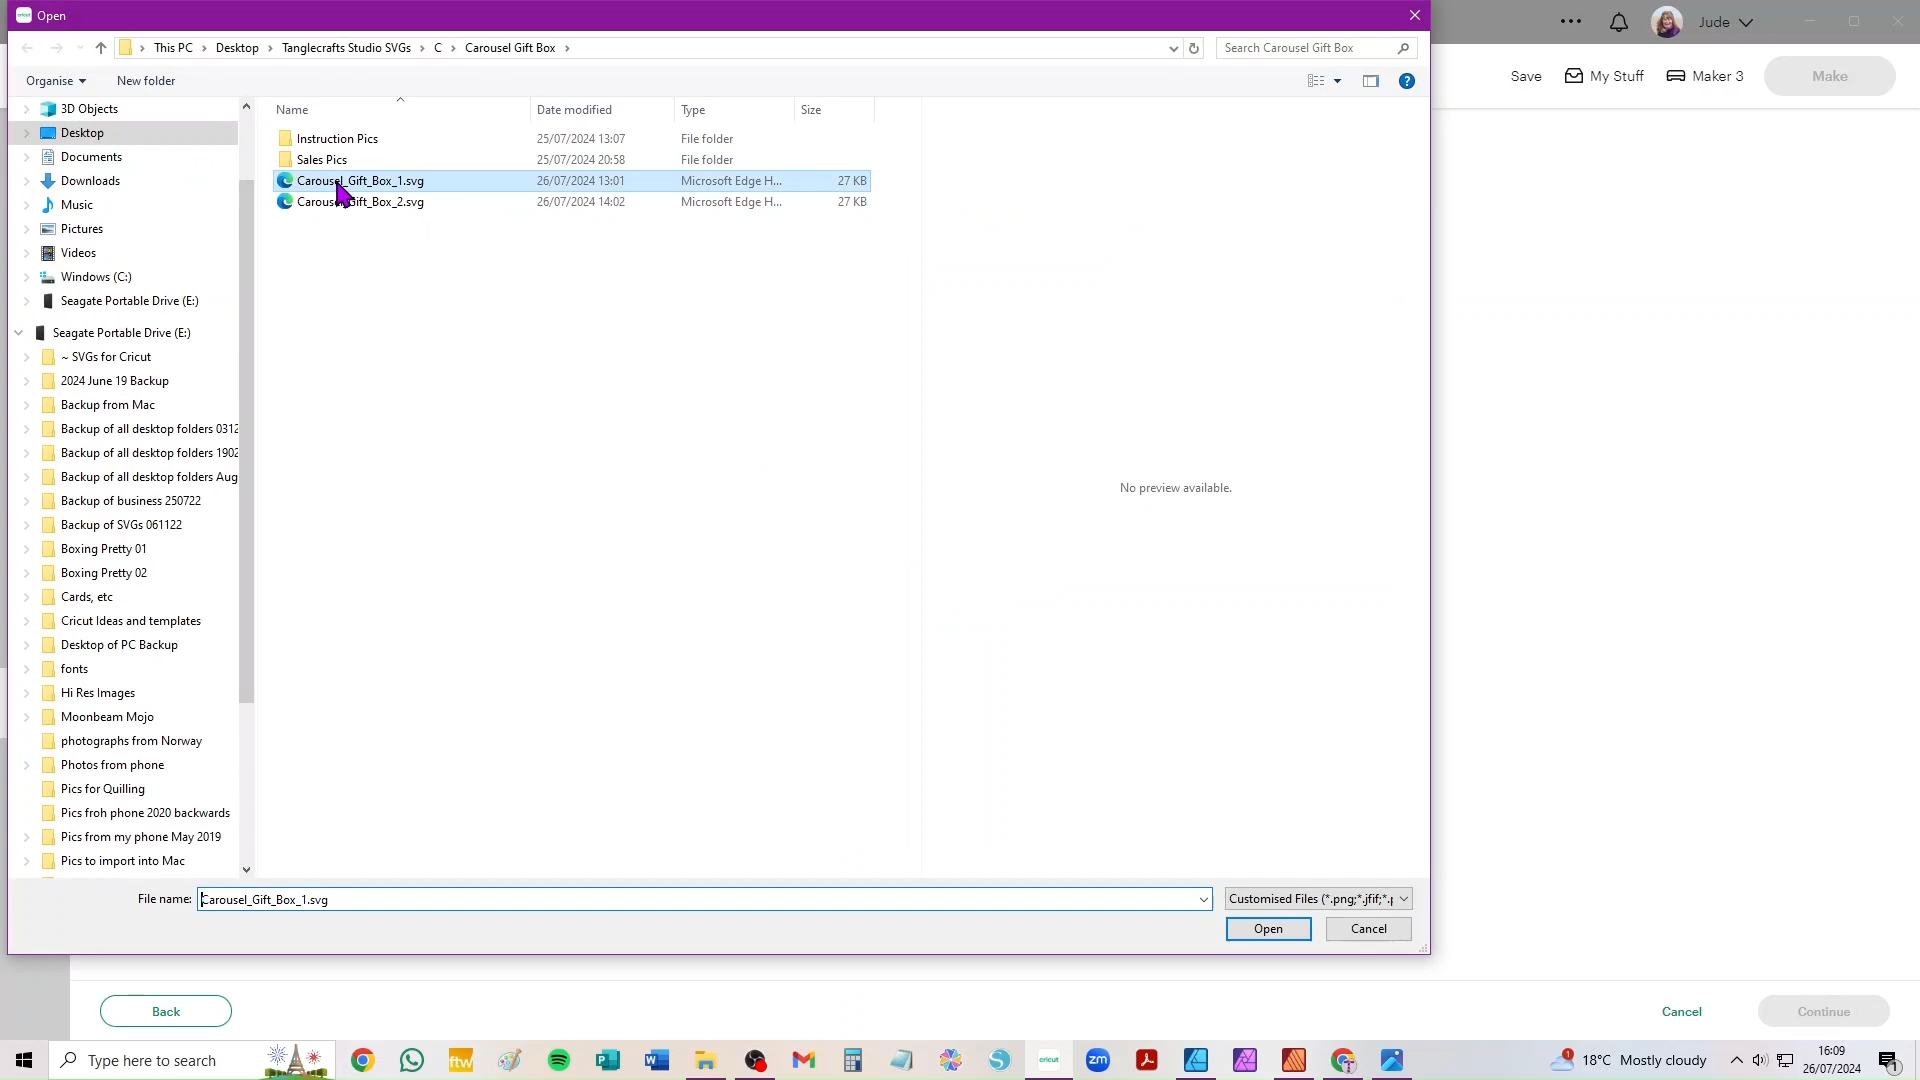 cricut Open
Jude
This PC > Desktop > Tanglecrafts Studio SVGs > C > Carousel Gift Box >
Search Carousel Gift Box
Save My Stuff Maker 3 Make
Organise New folder
Name Date modified Type Size
3D Objects
Desktop
Documents
Downloads
Music
Pictures
Videos
Windows (C:)
Seagate Portable Drive (E:)
Seagate Portable Drive (E:)
~ SVGs for Cricut
2024 June 19 Backup
Backup from Mac
Backup of all desktop folders 0312
Backup of all desktop folders 1902
Backup of all desktop folders Aug
Backup of business 250722
Backup of SVGs 061122
Boxing Pretty 01
Boxing Pretty 02
Cards, etc
Cricut Ideas and templates
Desktop of PC Backup
fonts
Hi Res Images
Moonbeam Mojo
photographs from Norway
Photos from phone
Pics for Quilling
Pics froh phone 2020 backwards
Pics from my phone May 2019
Pics to import into Mac
Instruction Pics 25/07/2024 13:07 File folder
Sales Pics 25/07/2024 20:58 File folder
Carousel_Gift_Box_1.svg 26/07/2024 13:01 Microsoft Edge H... 27 KB
Carousel_Gift_Box_2.svg 26/07/2024 14:02 Microsoft Edge H... 27 KB
No preview available.
File name: Carousel_Gift_Box_1.svg
Customised Files (*.png;*.jfif;*.p
Open Cancel
Back Cancel Continue
Type here to search
ftw
cricut
zm
1
18°C Mostly cloudy
16:09
26/07/2024
1